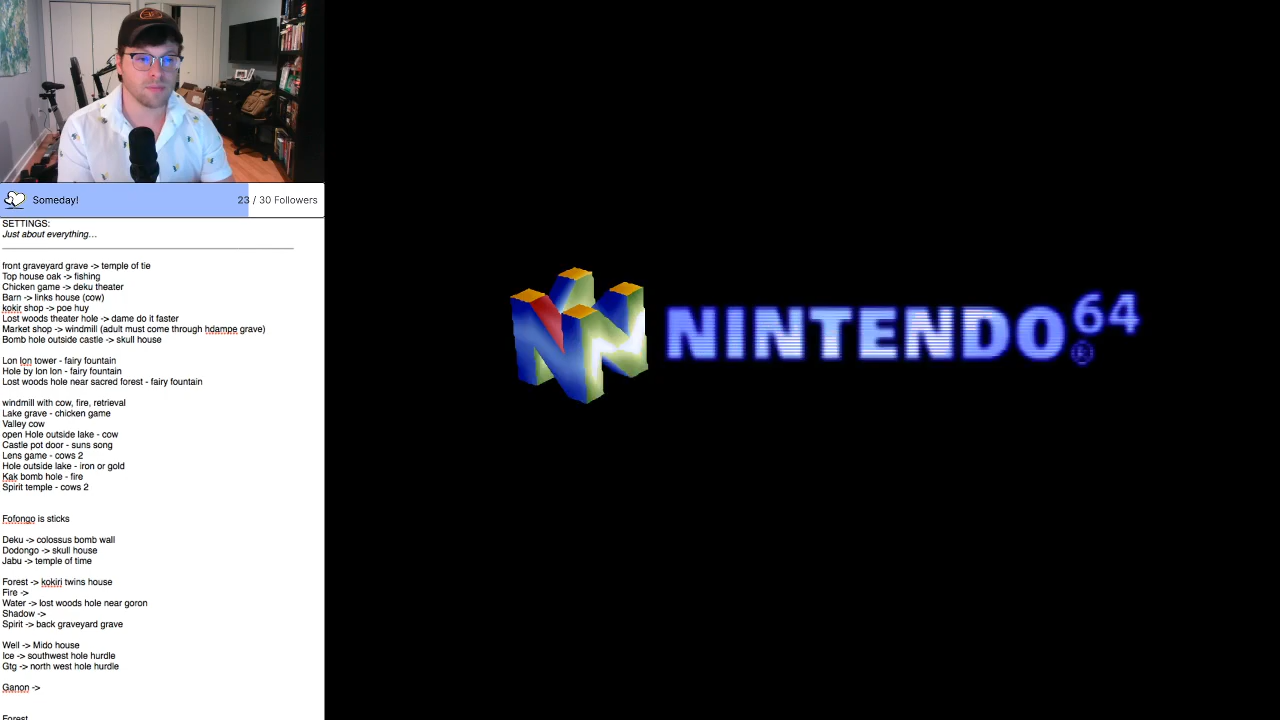 NINTENDO 64
®
Someday!
23 / 30 Followers
SETTINGS:
Just about everything...
front graveyard grave -> temple of tie
Top house oak -> fishing
Chicken game -> deku theater
Barn -> links house (cow)
kokir shop -> poe huy
Lost woods theater hole -> dame do it faster
Market shop -> windmill (adult must come through hdampe grave)
Bomb hole outside castle -> skull house
Lon lon tower - fairy fountain
Hole by lon lon - fairy fountain
Lost woods hole near sacred forest - fairy fountain
windmill with cow, fire, retrieval
Lake grave - chicken game
Valley cow
open Hole outside lake - cow
Castle pot door - suns song
Lens game - cows 2
Hole outside lake - iron or gold
Kak bomb hole - fire
Spirit temple - cows 2
Fofongo is sticks
Deku -> colossus bomb wall
Dodongo -> skull house
Jabu -> temple of time
Forest -> kokiri twins house
Fire ->
Water -> lost woods hole near goron
Shadow ->
Spirit -> back graveyard grave
Well -> Mido house
Ice -> southwest hole hurdle
Gtg -> north west hole hurdle
Ganon ->
Forest